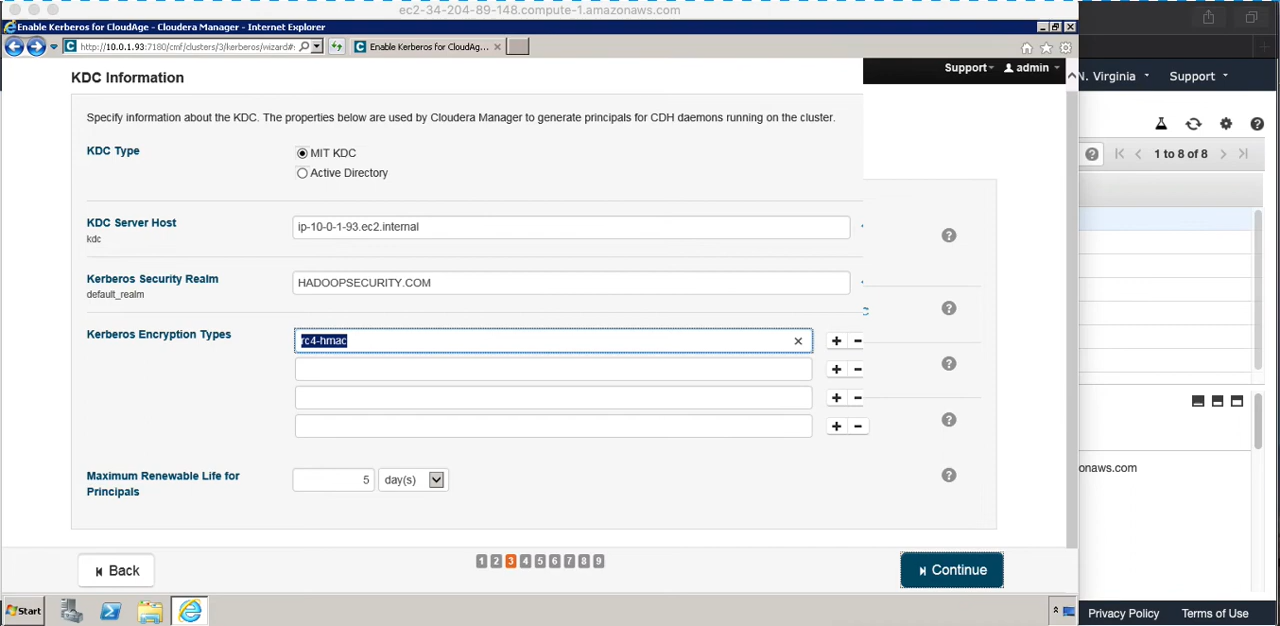 ec2-34-204-89-148.compute-1.amazonaws.com
Enable Kerberos for CloudAge - Cloudera Manager - Internet Explorer
http://10.0.1.93:7180/cmf/clusters/3/kerberos/wizard#
Enable Kerberos for CloudAg...
KDC Information
Support
admin
N. Virginia
Support
Specify information about the KDC. The properties below are used by Cloudera Manager to generate principals for CDH daemons running on the cluster.
KDC Type
MIT KDC
Active Directory
1 to 8 of 8
KDC Server Host
kdc
ip-10-0-1-93.ec2.internal
Kerberos Security Realm
default_realm
HADOOPSECURITY.COM
Kerberos Encryption Types
rc4-hmac
Maximum Renewable Life for
Principals
5
day(s)
onaws.com
Back
1 2 3 4 5 6 7 8 9
Continue
Start
Privacy Policy
Terms of Use